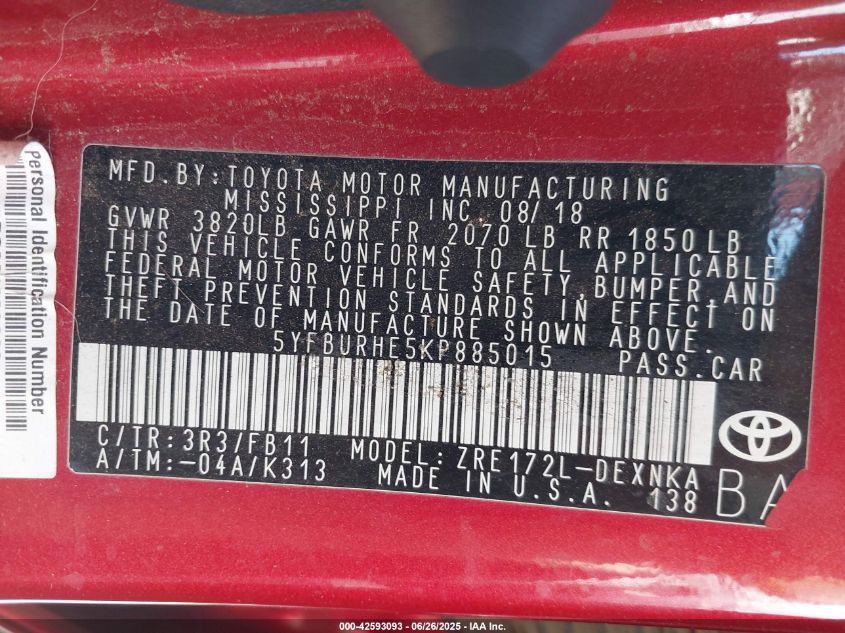 MFD.BY:TOYOTA MOTOR MANUFACTURING
MISSISSIPPI INC 08/18
GVWR 3820LB GAWR FR 2070 LB RR 1850LB
THIS VEHICLE CONFORMS TO ALL APPLICABLE
FEDERAL MOTOR VEHICLE SAFETY, BUMPER, AND
THEFT PREVENTION STANDARDS IN EFFECT ON
THE DATE OF MANUFACTURE SHOWN ABOVE.
5YFBURHE5KP885015 PASS.CAR
C/TR:3R3/FB11 MODEL:ZRE172L-DEXNKA
A/TM:-04A/K313 MADE IN U.S.A. 138
BA
Personal Identification Number
000-42593093 | 06/26/2025 - IAA Inc.